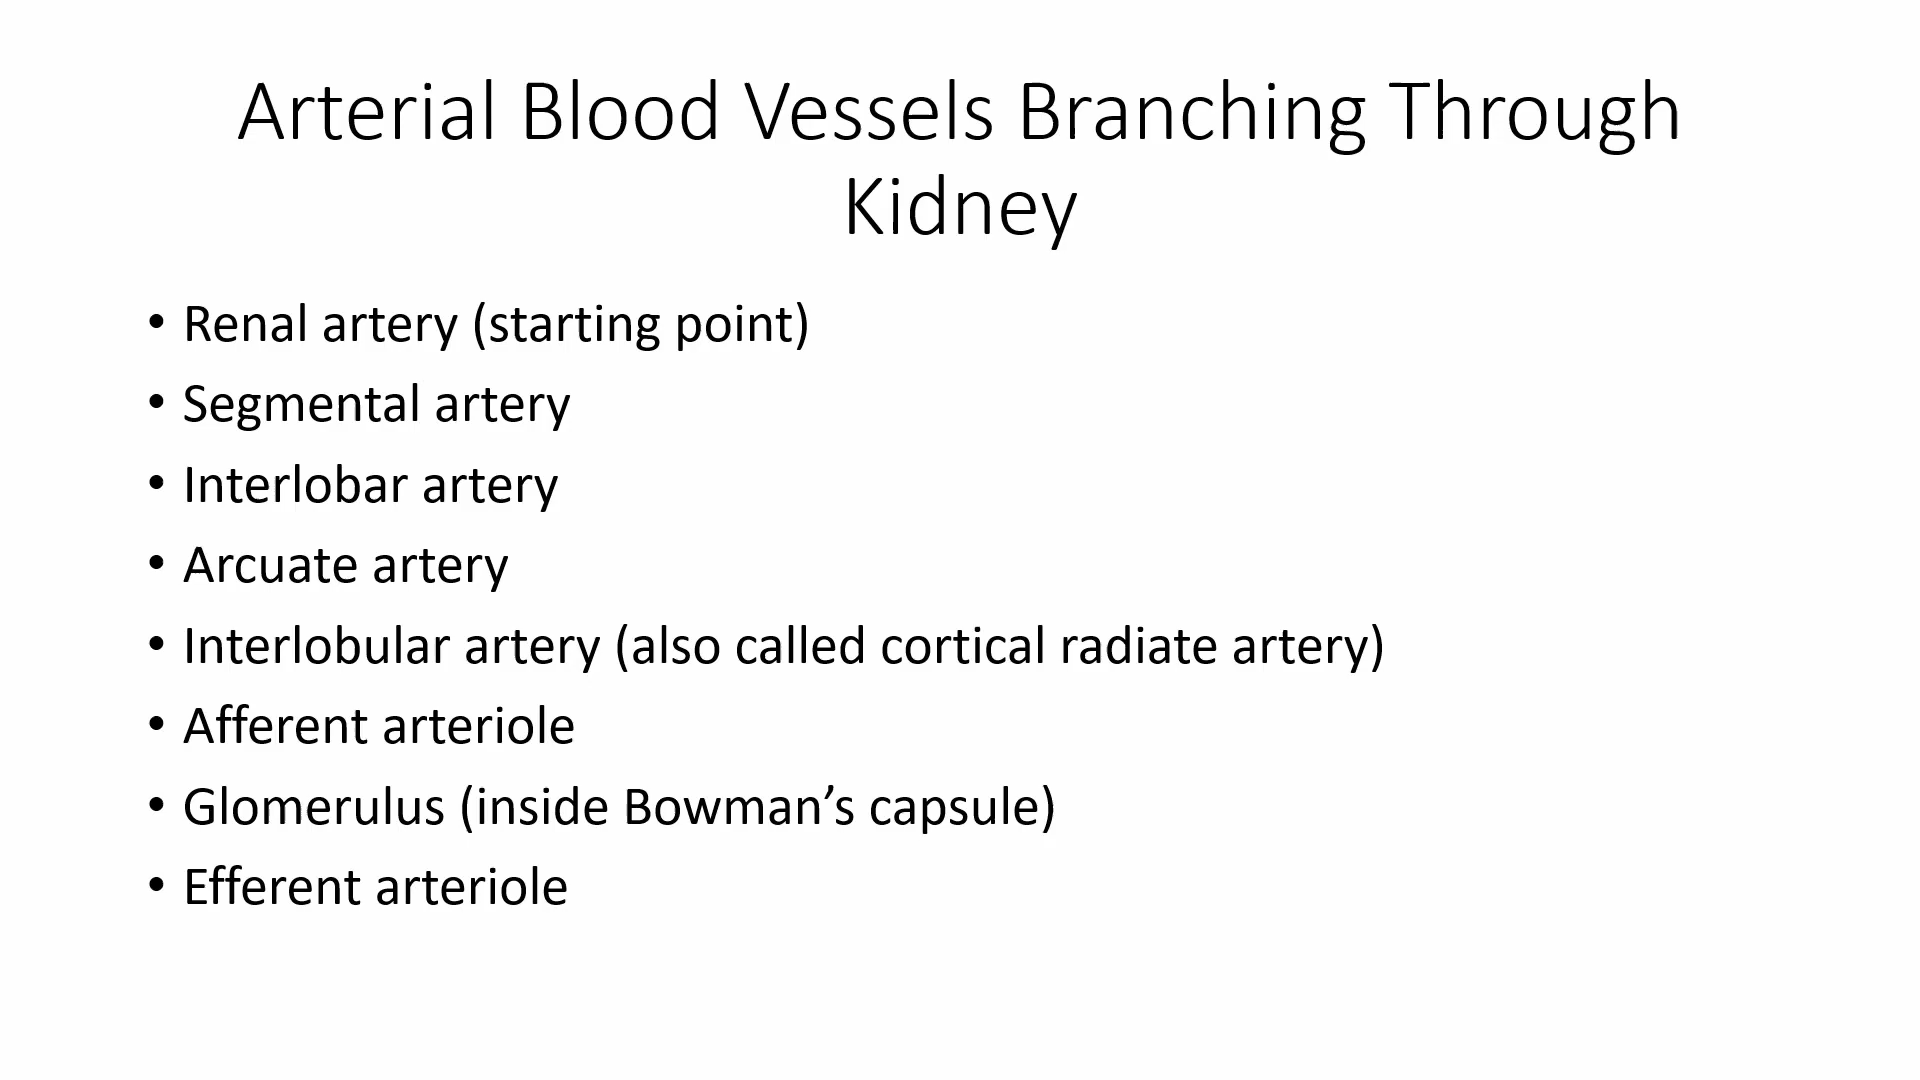 Arterial Blood Vessels Branching Through
Kidney
• Renal artery (starting point)
• Segmental artery
• Interlobar artery
• Arcuate artery
• Interlobular artery (also called cortical radiate artery)
• Afferent arteriole
• Glomerulus (inside Bowman’s capsule)
• Efferent arteriole